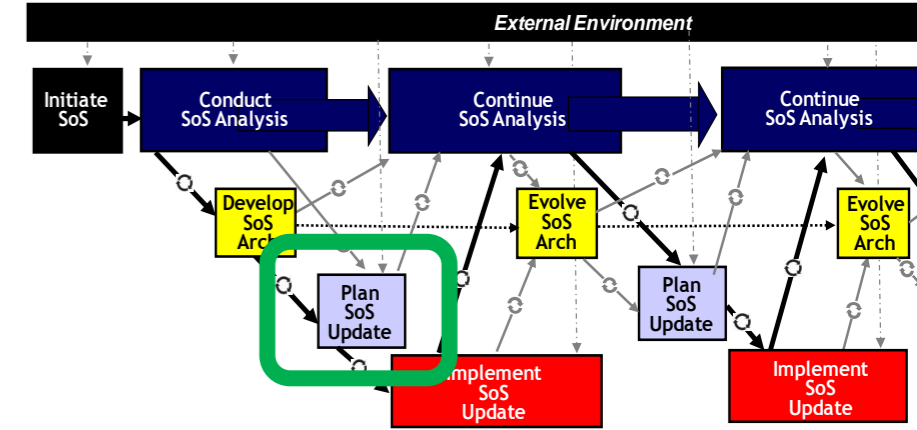 External Environment
Initiate
SoS
Conduct
SoS Analysis
Continue
SoS Analysis
Continue
SoS Analysis
Develop
SoS
Arch
Evolve
SoS
Arch
Evolve
SoS
Arch
Plan
SoS
Update
Plan
SoS
Update
Implement
SoS
Update
Implement
SoS
Update